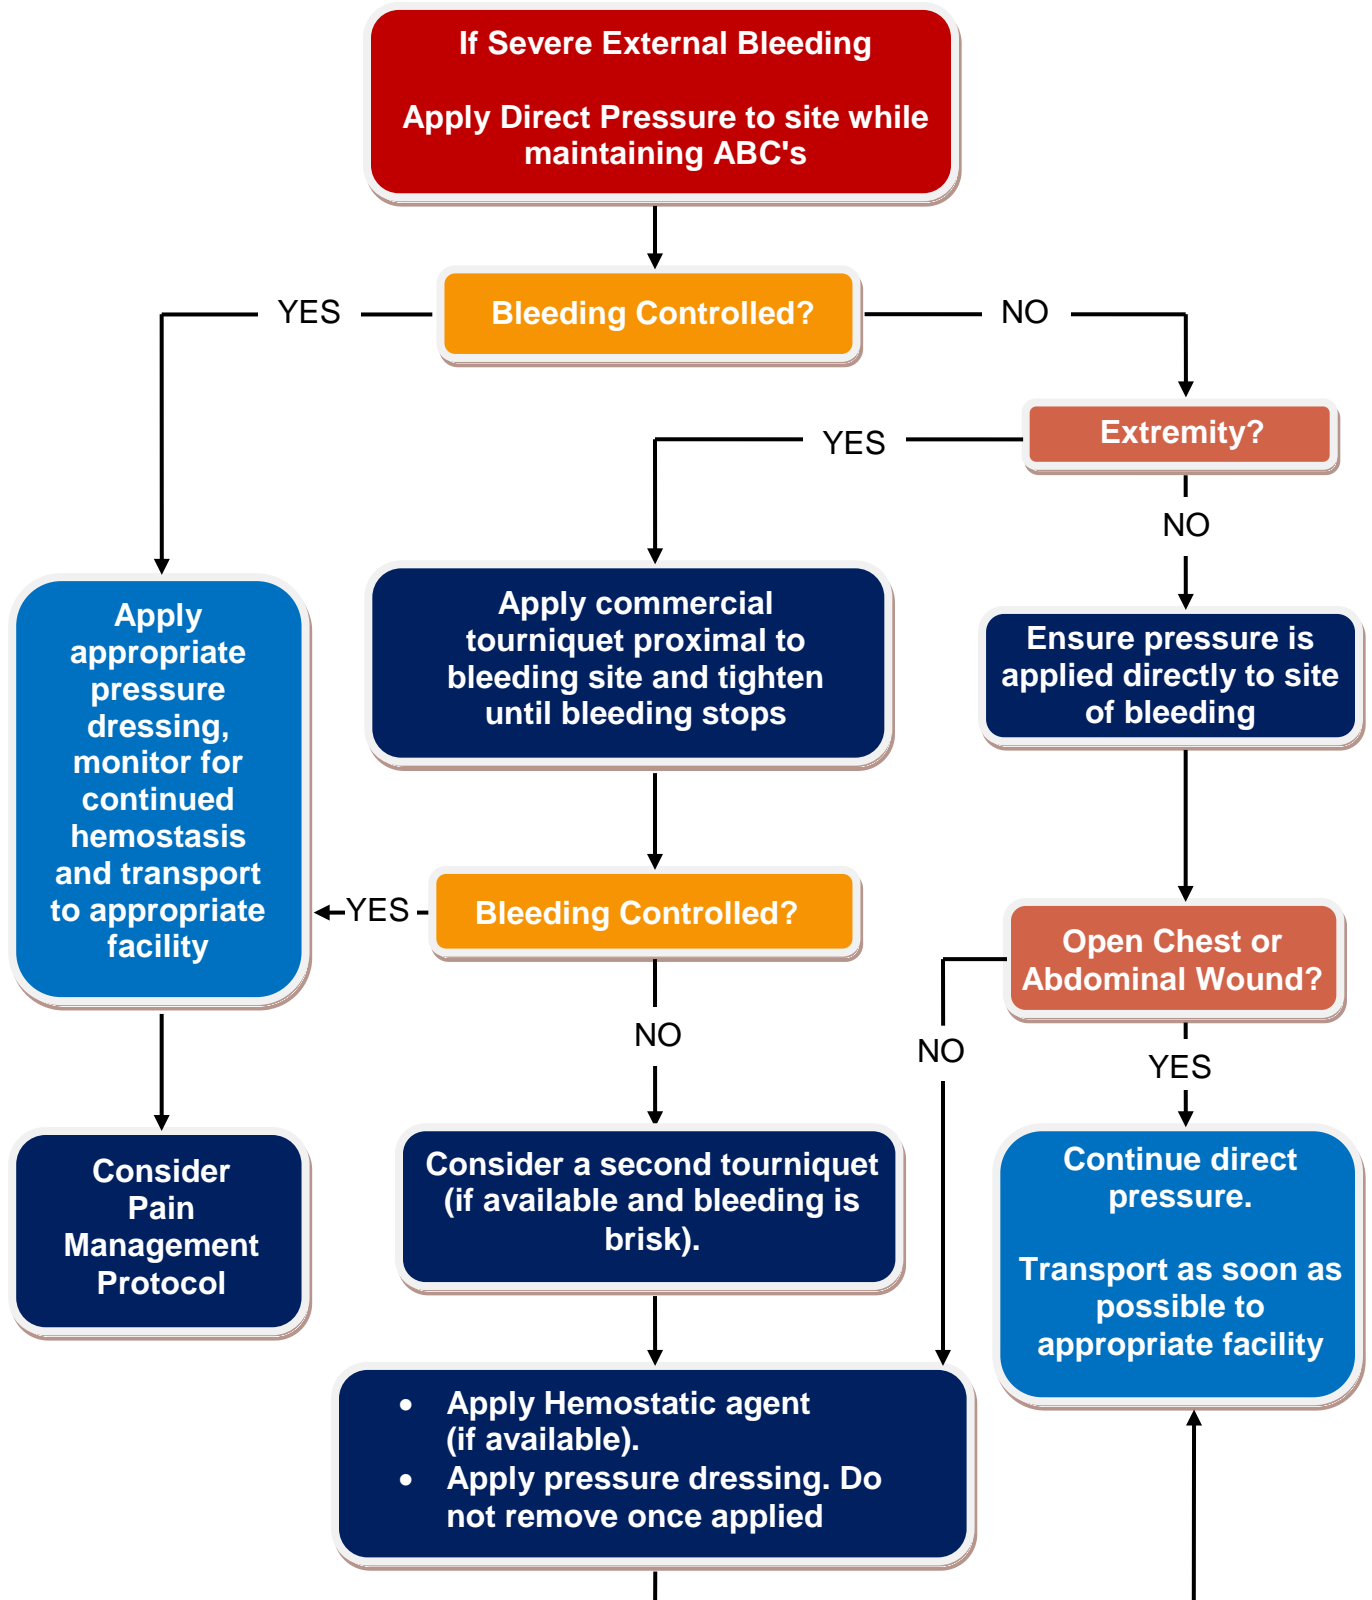 If Severe External Bleeding
Apply Direct Pressure to site while
maintaining ABC's
YES
Bleeding Controlled?
NO
Extremity?
YES
NO
Apply
appropriate
pressure
dressing,
monitor for
continued
hemostasis
and transport
to appropriate
facility
Apply commercial
tourniquet proximal to
bleeding site and tighten
until bleeding stops
Ensure pressure is
applied directly to site
of bleeding
YES
Bleeding Controlled?
Open Chest or
Abdominal Wound?
NO
NO
YES
Consider
Pain
Management
Protocol
Consider a second tourniquet
(if available and bleeding is
brisk).
Continue direct
pressure.
Transport as soon as
possible to
appropriate facility
• Apply Hemostatic agent
(if available).
• Apply pressure dressing. Do
not remove once applied